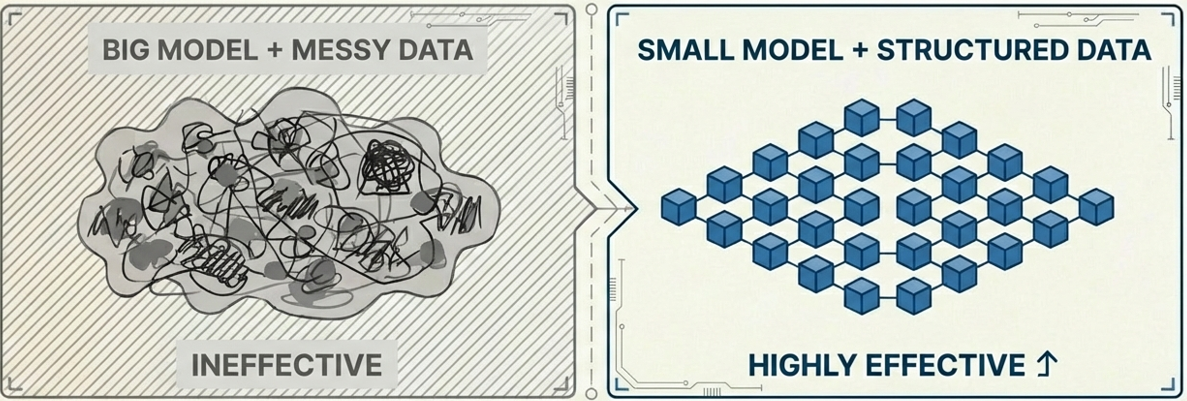 BIG MODEL + MESSY DATA
INEFFECTIVE
SMALL MODEL + STRUCTURED DATA
HIGHLY EFFECTIVE ↑